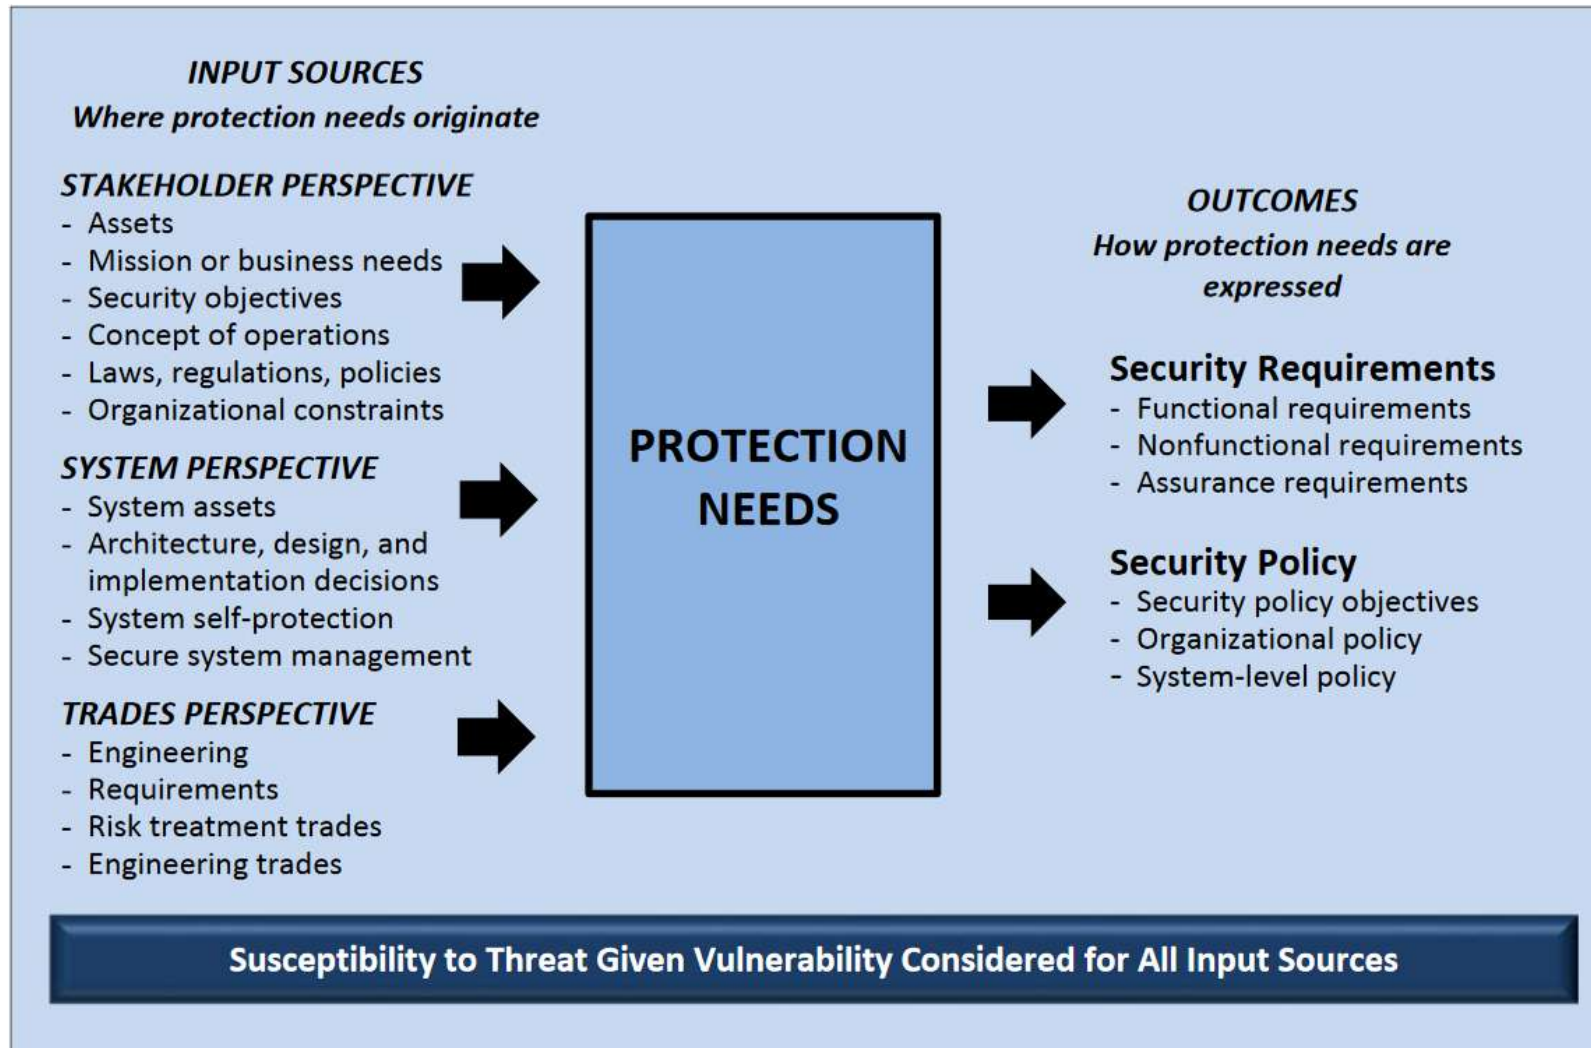 INPUT SOURCES
Where protection needs originate
STAKEHOLDER PERSPECTIVE
- Assets
- Mission or business needs
- Security objectives
- Concept of operations
- Laws, regulations, policies
- Organizational constraints
SYSTEM PERSPECTIVE
- System assets
- Architecture, design, and
implementation decisions
- System self-protection
- Secure system management
TRADES PERSPECTIVE
- Engineering
- Requirements
- Risk treatment trades
- Engineering trades
PROTECTION
NEEDS
OUTCOMES
How protection needs are
expressed
Security Requirements
- Functional requirements
- Nonfunctional requirements
- Assurance requirements
Security Policy
- Security policy objectives
- Organizational policy
- System-level policy
Susceptibility to Threat Given Vulnerability Considered for All Input Sources